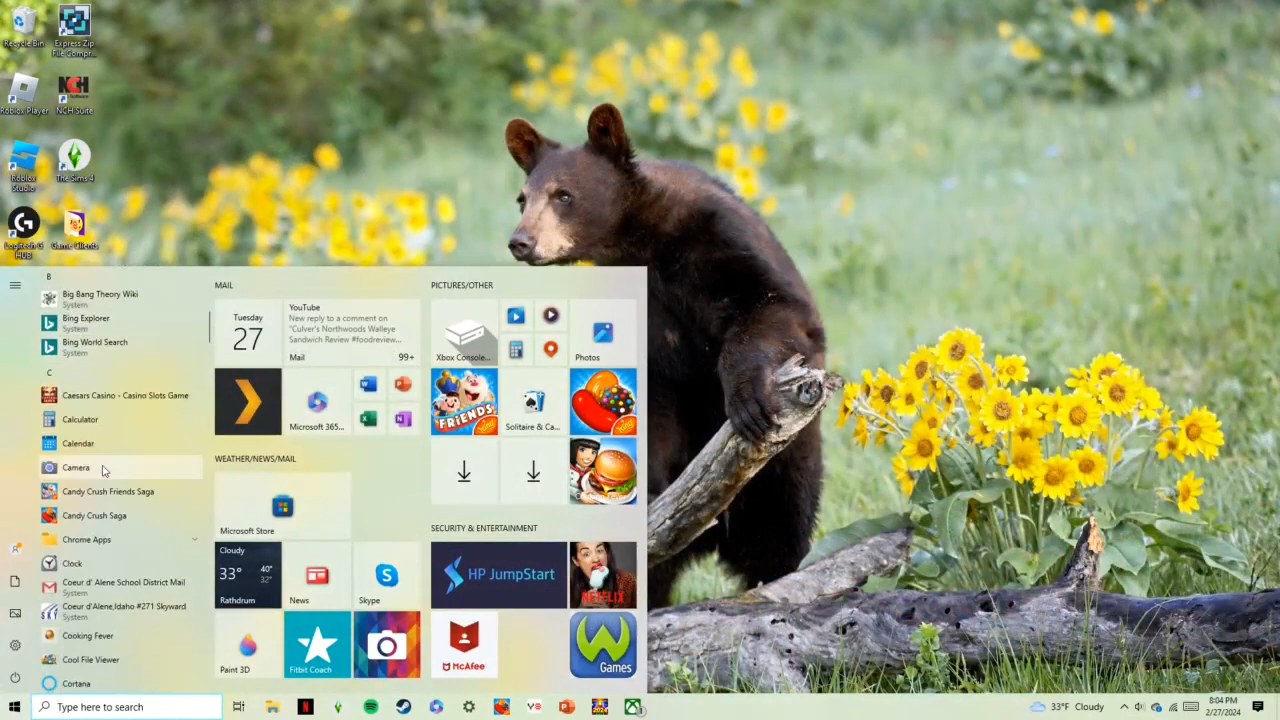 Recycle Bin
Express Zip
File Compr...
Roblox Player
NCH
NCH Suite
Roblox
Studio
The Sims 4
Logitech G
HUB
Game Clients
B
Big Bang Theory Wiki
System
Bing Explorer
System
Bing World Search
System
C
Caesars Casino - Casino Slots Game
Calculator
Calendar
Camera
Candy Crush Friends Saga
Candy Crush Saga
Chrome Apps
Clock
Coeur d' Alene School District Mail
System
Coeur d'Alene,Idaho #271 Skyward
System
Cooking Fever
Cool File Viewer
Cortana
MAIL
Tuesday
27
YouTube
New reply to a comment on
"Culver's Northwoods Walleye
Sandwich Review #foodreview...
Mail
99+
Microsoft 365...
WEATHER/NEWS/MAIL
Microsoft Store
Cloudy
33°
40°
32°
Rathdrum
News
Skype
Paint 3D
Fitbit Coach
PICTURES/OTHER
Xbox Console...
Photos
FRIENDS
Solitaire & Ca...
SECURITY & ENTERTAINMENT
HP JumpStart
NETFLIX
McAfee
Games
Type here to search
33°F Cloudy
8:04 PM
2/27/2024